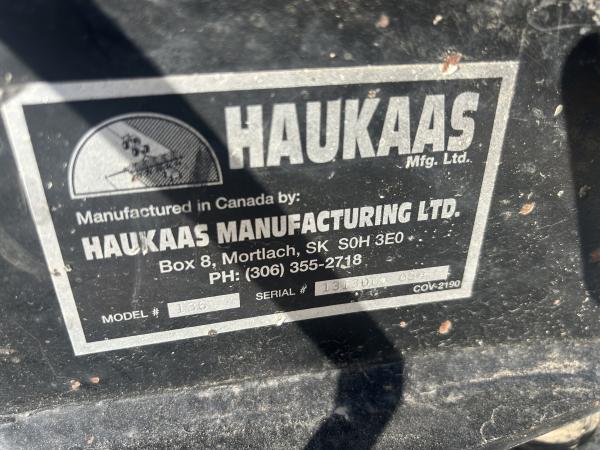 HAUKAAS
Mfg. Ltd.
Manufactured in Canada by:
HAUKAAS MANUFACTURING LTD.
Box 8, Mortlach, SK S0H 3E0
PH: (306) 355-2718
MODEL # SERIAL #
COV-2190